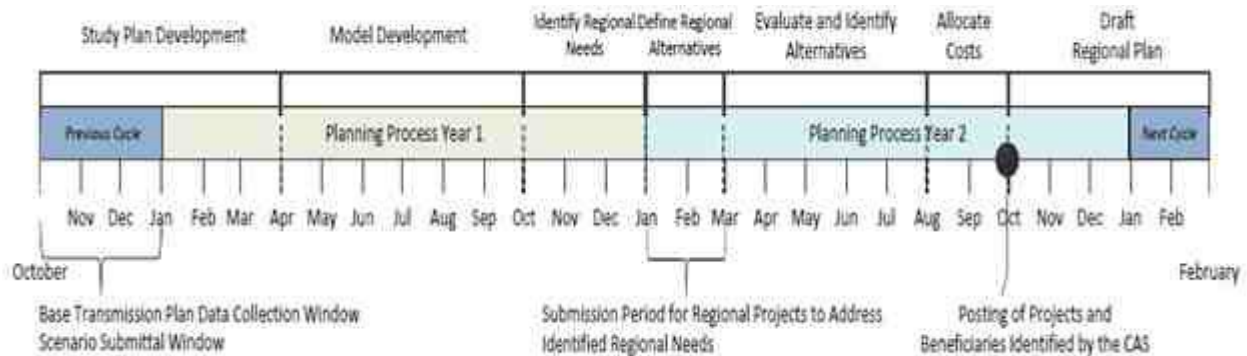 Identify Regional Define Regional Evaluate and Identify Allocate Draft
Study Plan Development Model Development Needs Alternatives Alternatives Costs Regional Plan
Previous Cycle Planning Process Year 1 Planning Process Year 2 Next Cycle
Nov Dec Jan Feb Mar Apr May Jun Jul Aug Sep Oct Nov Dec Jan Feb Mar Apr May Jun Jul Aug Sep Oct Nov Dec Jan Feb
October February
Base Transmission Plan Data Collection Window Submission Period for Regional Projects to Address Posting of Projects and
Scenario Submittal Window Identified Regional Needs Beneficiaries Identified by the CAS